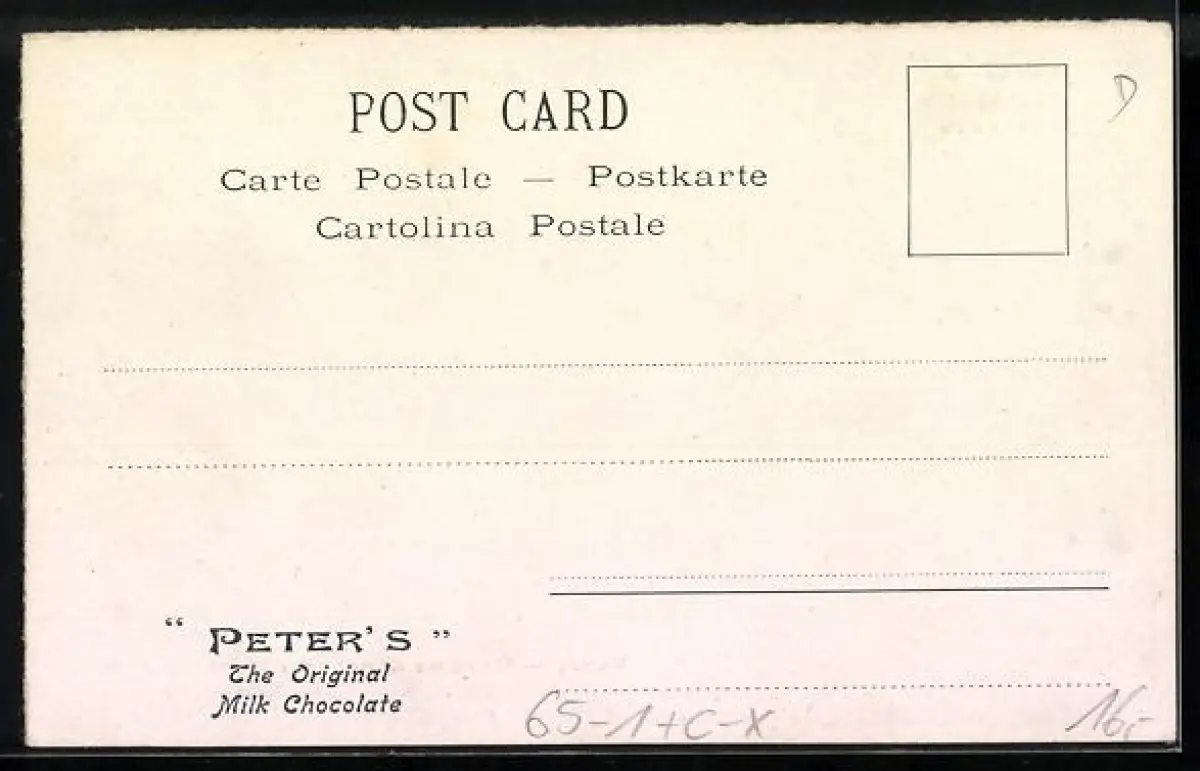 POST CARD
D
Carte Postale — Postkarte
Cartolina Postale
" PETER'S "
The Original
Milk Chocolate
65-1+C-X
16,-